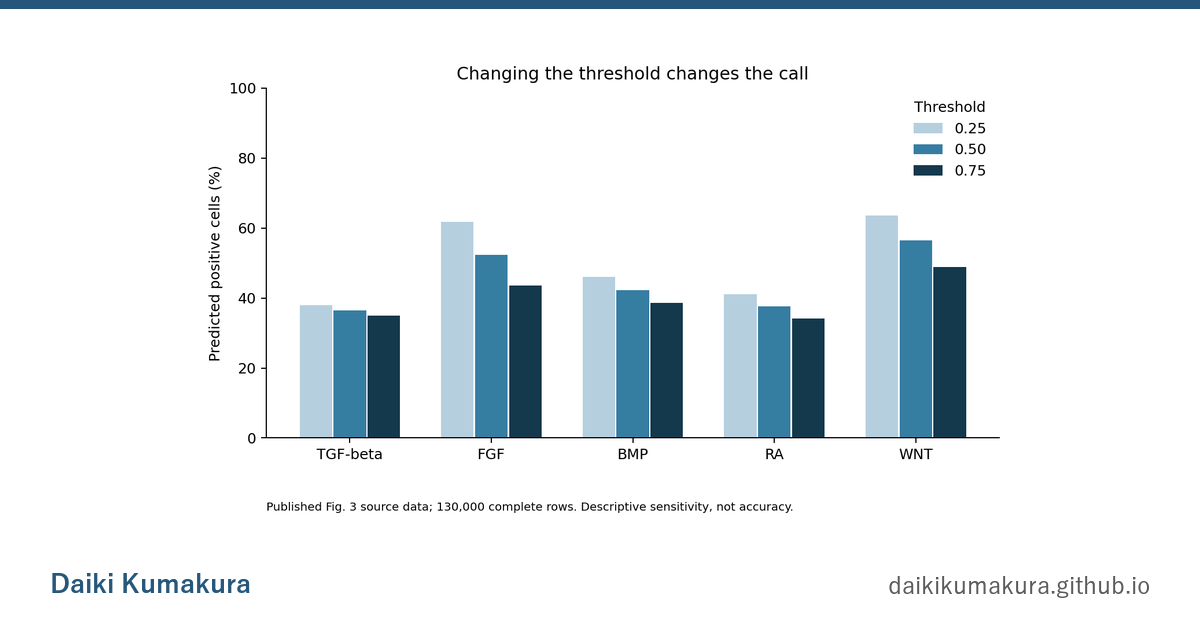 Changing the threshold changes the call
100
80
60
40
20
0
Predicted positive cells (%)
Threshold
0.25
0.50
0.75
TGF-beta
FGF
BMP
RA
WNT
Published Fig. 3 source data; 130,000 complete rows. Descriptive sensitivity, not accuracy.
Daiki Kumakura
daikikumakura.github.io